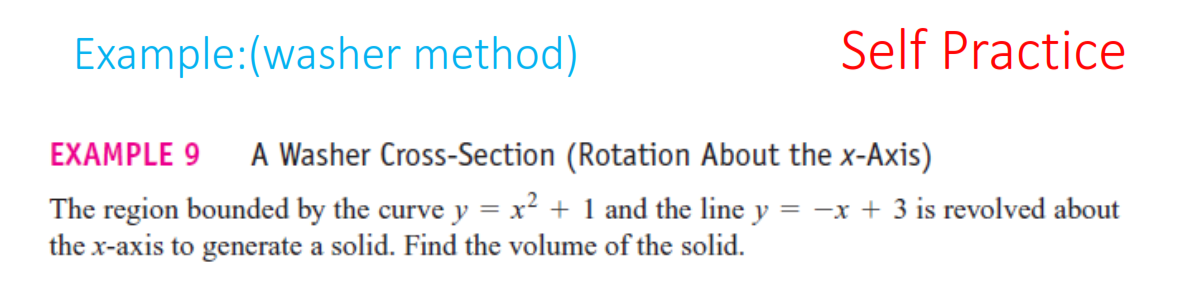 Example:(washer method)
Self Practice
EXAMPLE 9 A Washer Cross-Section (Rotation About the x-Axis)
The region bounded by the curve y = x² + 1 and the line y = −x + 3 is revolved about
the x-axis to generate a solid. Find the volume of the solid.